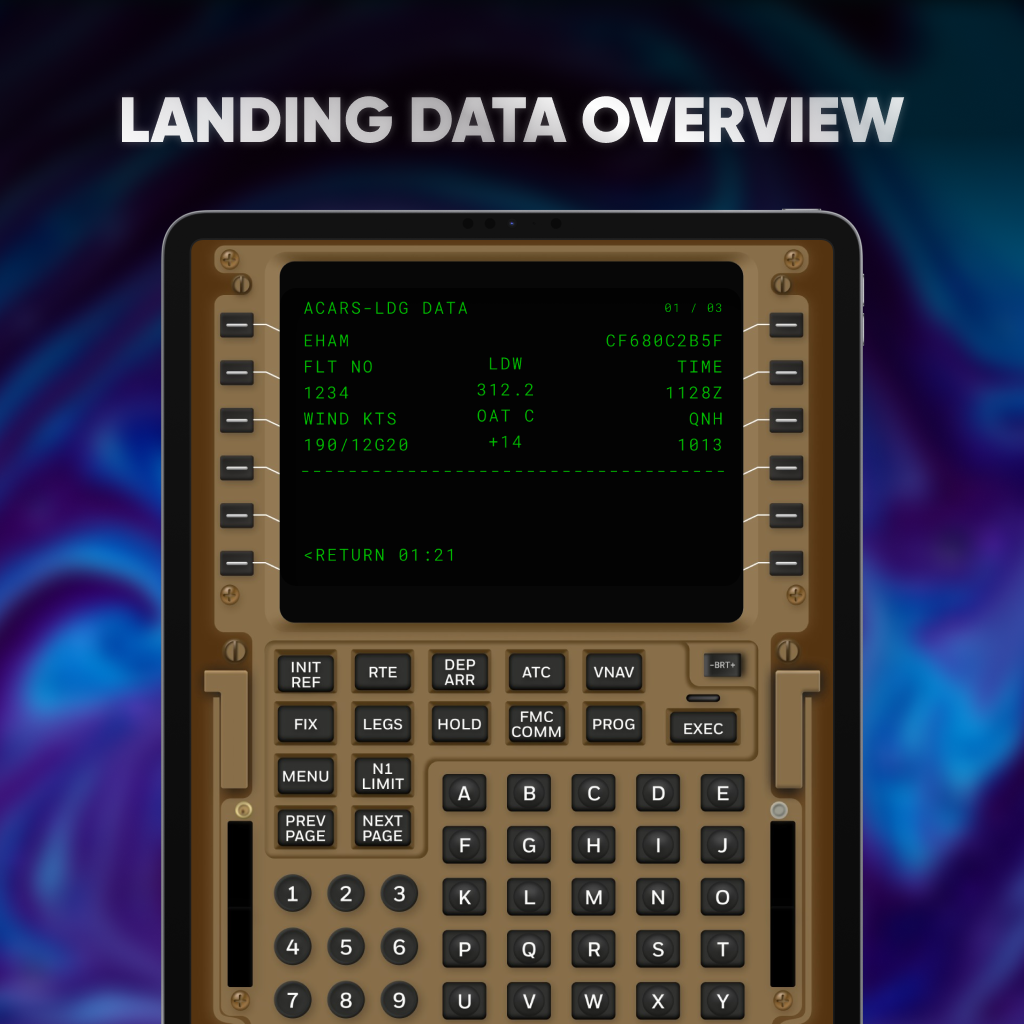 LANDING DATA OVERVIEW
ACARS-LDG DATA 01 / 03
EHAM CF680C2B5F
FLT NO LDW TIME
1234 312.2 1128Z
WIND KTS OAT C QNH
190/12G20 +14 1013
--------------------------------------
<RETURN 01:21
INIT REF RTE DEP ARR ATC VNAV -BRT+
FIX LEGS HOLD FMC COMM PROG EXEC
MENU N1 LIMIT
PREV PAGE NEXT PAGE
A B C D E
F G H I J
K L M N O
P Q R S T
U V W X Y
1 2 3
4 5 6
7 8 9